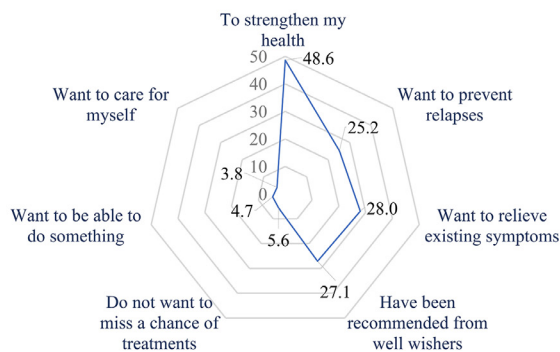 To strengthen my
health
48.6
50
40
30
20
10
0
Want to prevent
relapses
25.2
Want to relieve
existing symptoms
28.0
Have been
recommended from
well wishers
27.1
Do not want to
miss a chance of
treatments
5.6
Want to be able to
do something
4.7
Want to care for
myself
3.8